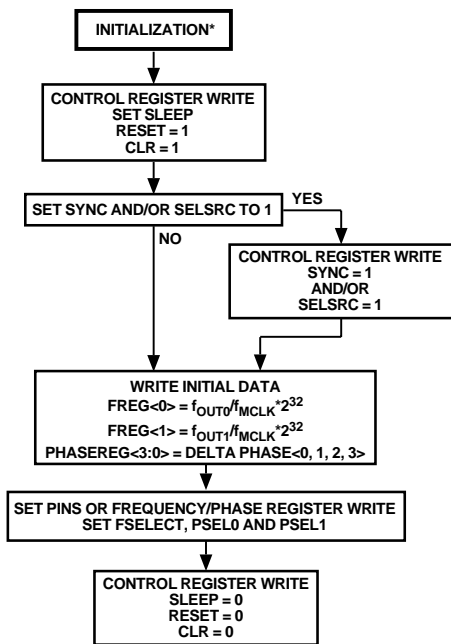 INITIALIZATION*
CONTROL REGISTER WRITE
SET SLEEP
RESET = 1
CLR = 1
SET SYNC AND/OR SELSRC TO 1
YES
NO
CONTROL REGISTER WRITE
SYNC = 1
AND/OR
SELSRC = 1
WRITE INITIAL DATA
FREG<0> = fOUT0/fMCLK*2^32
FREG<1> = fOUT1/fMCLK*2^32
PHASEREG<3:0> = DELTA PHASE<0, 1, 2, 3>
SET PINS OR FREQUENCY/PHASE REGISTER WRITE
SET FSELECT, PSEL0 AND PSEL1
CONTROL REGISTER WRITE
SLEEP = 0
RESET = 0
CLR = 0